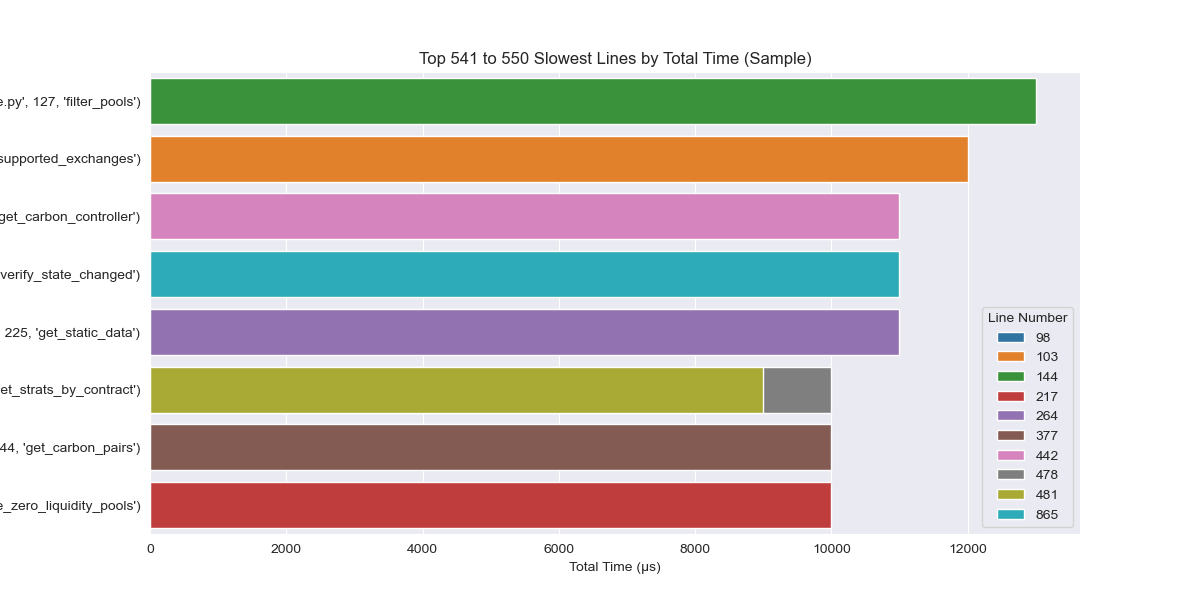 Top 541 to 550 Slowest Lines by Total Time (Sample)
e.py', 127, 'filter_pools')
supported_exchanges')
get_carbon_controller')
verify_state_changed')
225, 'get_static_data')
et_strats_by_contract')
44, 'get_carbon_pairs')
e_zero_liquidity_pools')
0 2000 4000 6000 8000 10000 12000
Total Time (µs)
Line Number
98
103
144
217
264
377
442
478
481
865